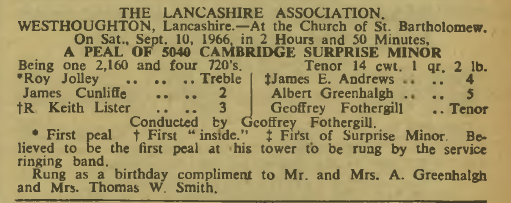 THE LANCASHIRE ASSOCIATION.
WESTHOUGHTON, Lancashire.—At the Church of St. Bartholomew.
On Sat., Sept. 10, 1966, in 2 Hours and 50 Minutes,
A PEAL OF 5040 CAMBRIDGE SURPRISE MINOR
Being one 2,160 and four 720's. Tenor 14 cwt. 1 qr. 2 lb.
*Roy Jolley .. .. .. Treble ‡James E. Andrews .. .. 4
James Cunliffe .. .. 2 Albert Greenhalgh .. .. 5
†R. Keith Lister .. .. 3 Geoffrey Fothergill .. Tenor
Conducted by Geoffrey Fothergill.
* First peal † First "inside." ‡ First of Surprise Minor. Be-
lieved to be the first peal at this tower to be rung by the service
ringing band.
Rung as a birthday compliment to Mr. and Mrs. A. Greenhalgh
and Mrs. Thomas W. Smith.